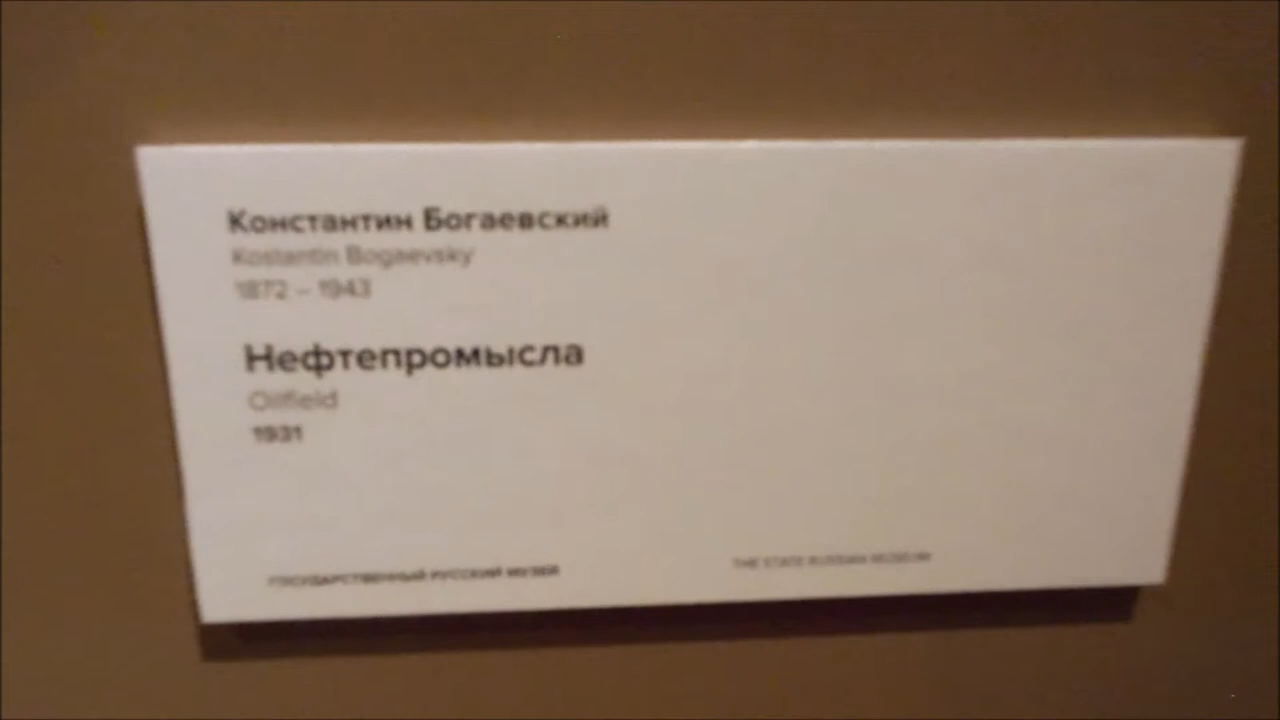 Константин Богаевский
Kostantin Bogaevsky
1872 – 1943
Нефтепромысла
Oilfield
1931
ГОСУДАРСТВЕННЫЙ РУССКИЙ МУЗЕЙ
THE STATE RUSSIAN MUSEUM